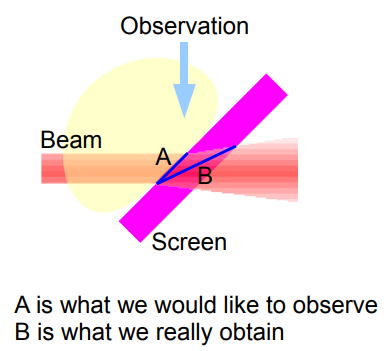 Observation
Beam
A
B
Screen
A is what we would like to observe
B is what we really obtain